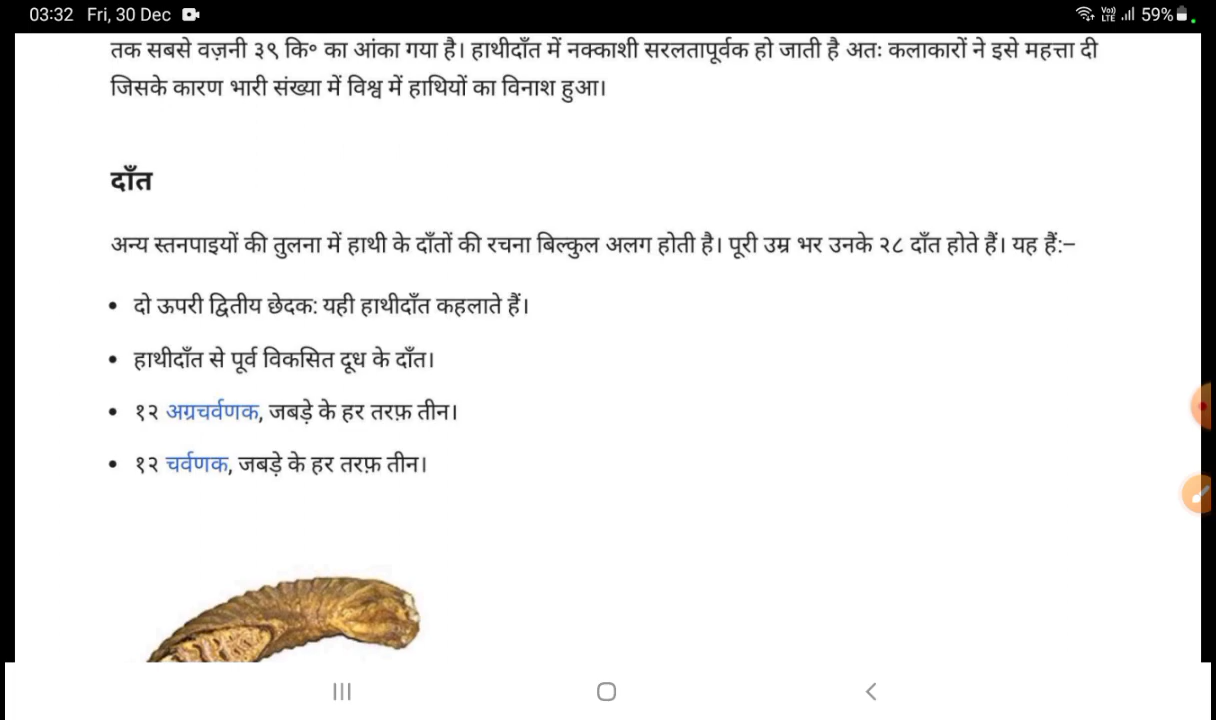 03:32 Fri, 30 Dec
Vo)) LTE 59%
तक सबसे वज़नी ३९ कि॰ का आंका गया है। हाथीदाँत में नक्काशी सरलतापूर्वक हो जाती है अतः कलाकारों ने इसे महत्ता दी
जिसके कारण भारी संख्या में विश्व में हाथियों का विनाश हुआ।
दाँत
अन्य स्तनपाइयों की तुलना में हाथी के दाँतों की रचना बिल्कुल अलग होती है। पूरी उम्र भर उनके २८ दाँत होते हैं। यह हैं:–
• दो ऊपरी द्वितीय छेदक: यही हाथीदाँत कहलाते हैं।
• हाथीदाँत से पूर्व विकसित दूध के दाँत।
• १२ अग्रचर्वणक, जबड़े के हर तरफ़ तीन।
• १२ चर्वणक, जबड़े के हर तरफ़ तीन।